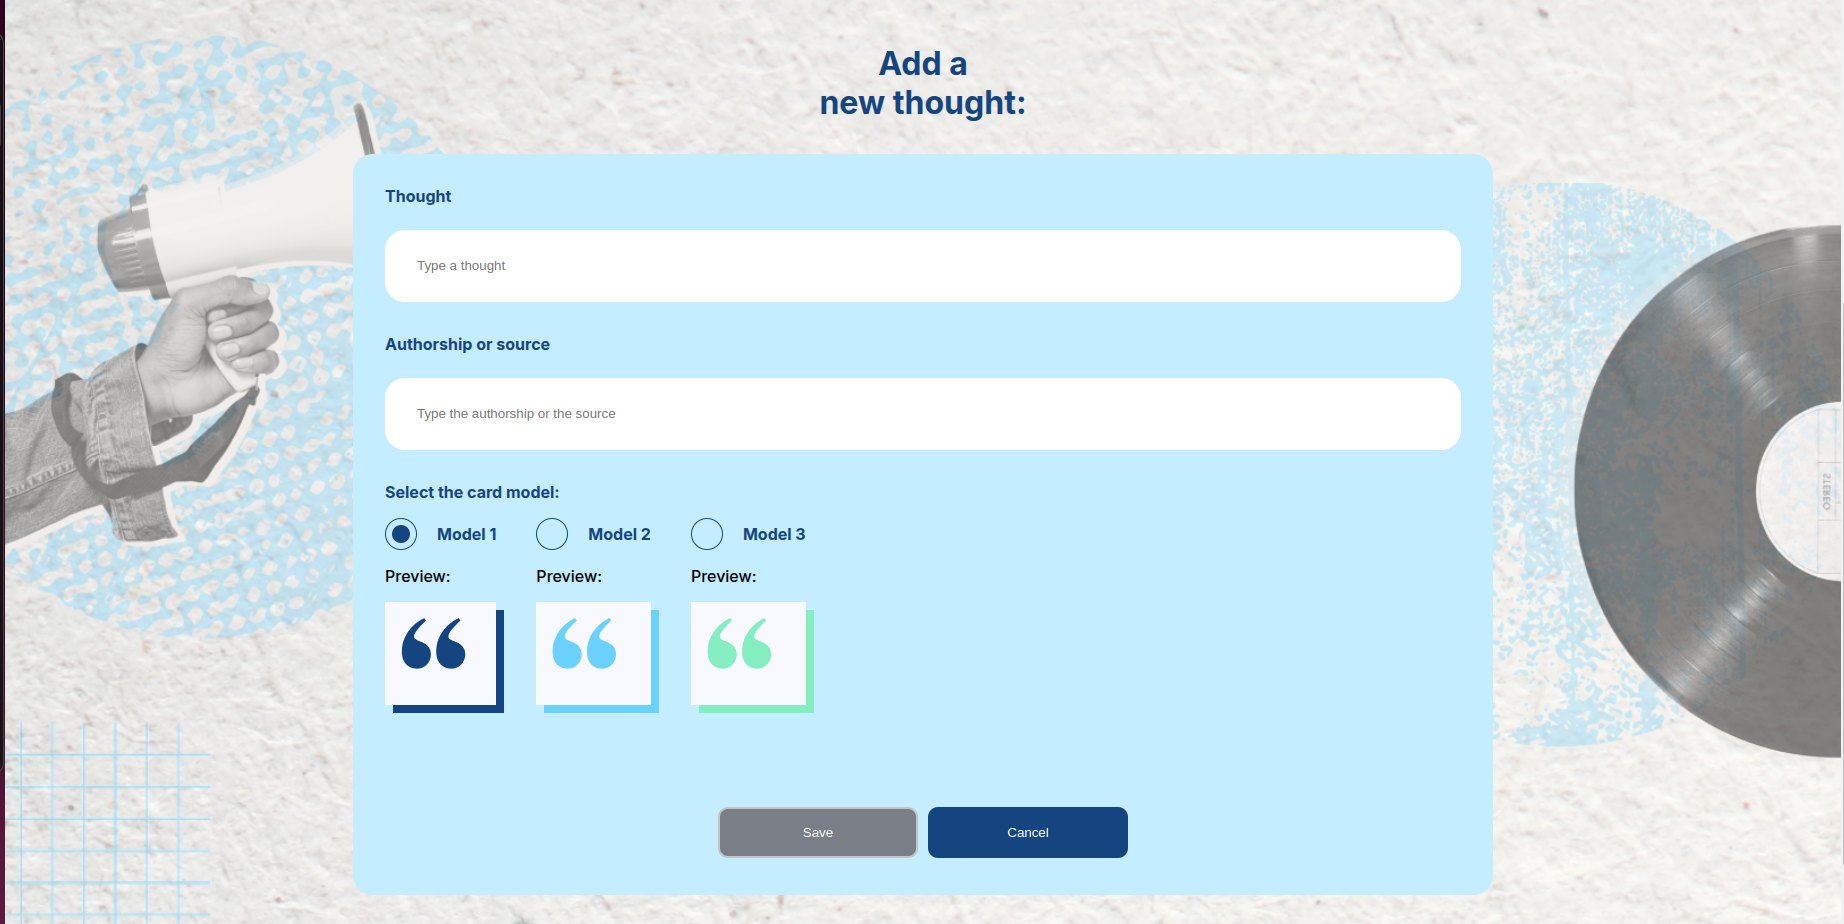 Add a
new thought:
Thought
Type a thought
Authorship or source
Type the authorship or the source
Select the card model:
Model 1 Model 2 Model 3
Preview: Preview: Preview:
Save Cancel
STEREO